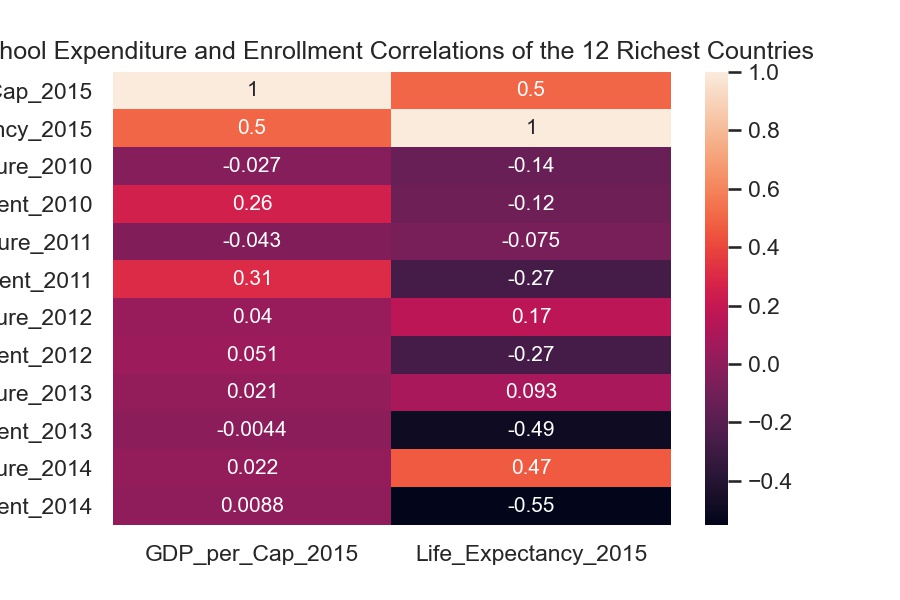 hool Expenditure and Enrollment Correlations of the 12 Richest Countries
Cap_2015 1 0.5
ncy_2015 0.5 1
ure_2010 -0.027 -0.14
ent_2010 0.26 -0.12
ure_2011 -0.043 -0.075
ent_2011 0.31 -0.27
ure_2012 0.04 0.17
ent_2012 0.051 -0.27
ure_2013 0.021 0.093
ent_2013 -0.0044 -0.49
ure_2014 0.022 0.47
ent_2014 0.0088 -0.55
GDP_per_Cap_2015 Life_Expectancy_2015
1.0
0.8
0.6
0.4
0.2
0.0
−0.2
−0.4